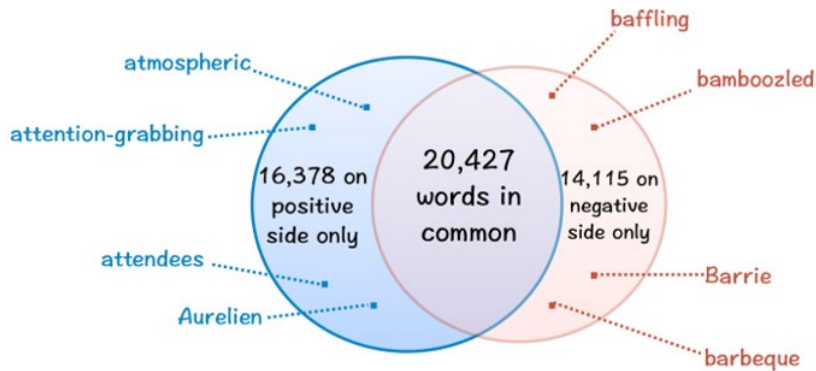 baffling
atmospheric
bamboozled
attention-grabbing
20,427
words in
common
16,378 on
positive
side only
14,115 on
negative
side only
attendees
Barrie
Aurelien
barbeque